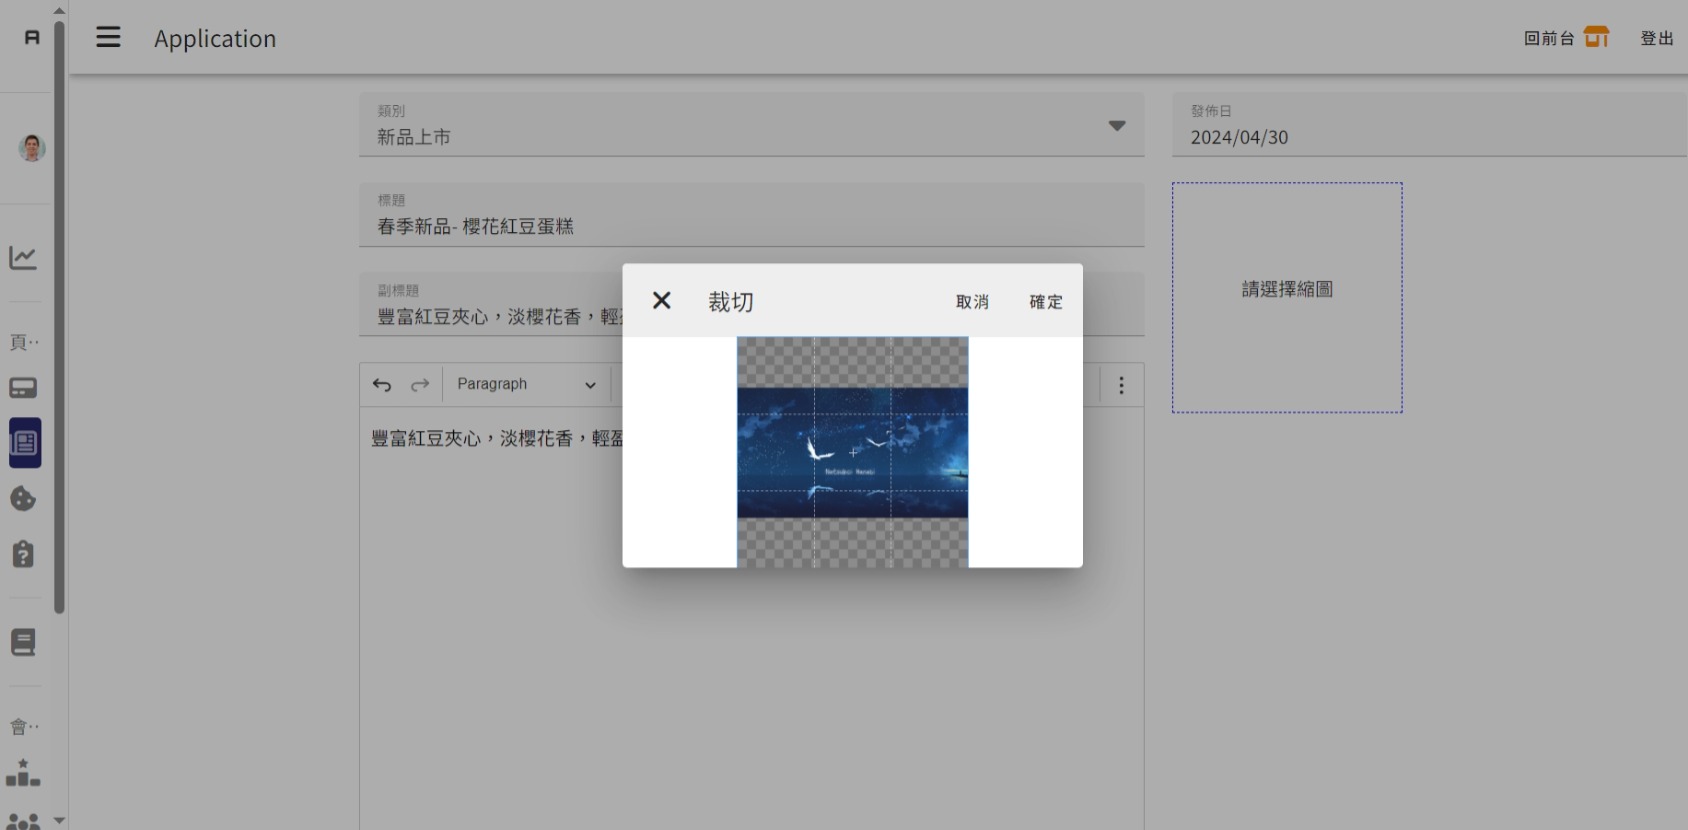 A
Application
回前台
登出
類別
新品上市
發佈日
2024/04/30
標題
春季新品- 櫻花紅豆蛋糕
請選擇縮圖
裁切
取消
確定
副標題
豐富紅豆夾心，淡櫻花香，輕
Paragraph
豐富紅豆夾心，淡櫻花香，輕盈
頁··
會··